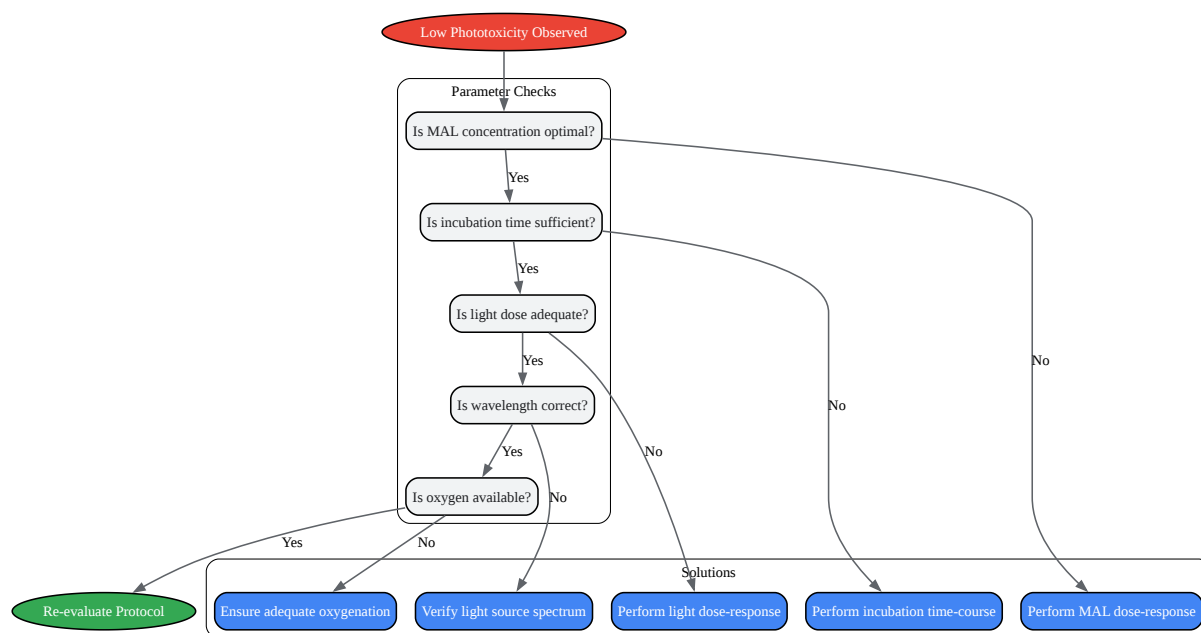 Low Phototoxicity Observed
Parameter Checks
Is MAL concentration optimal?
Yes
Is incubation time sufficient?
Yes
Is light dose adequate?
Yes
No
Is wavelength correct?
No
Yes
No
Is oxygen available?
No
Yes
No
Solutions
Re-evaluate Protocol
Ensure adequate oxygenation
Verify light source spectrum
Perform light dose-response
Perform incubation time-course
Perform MAL dose-response